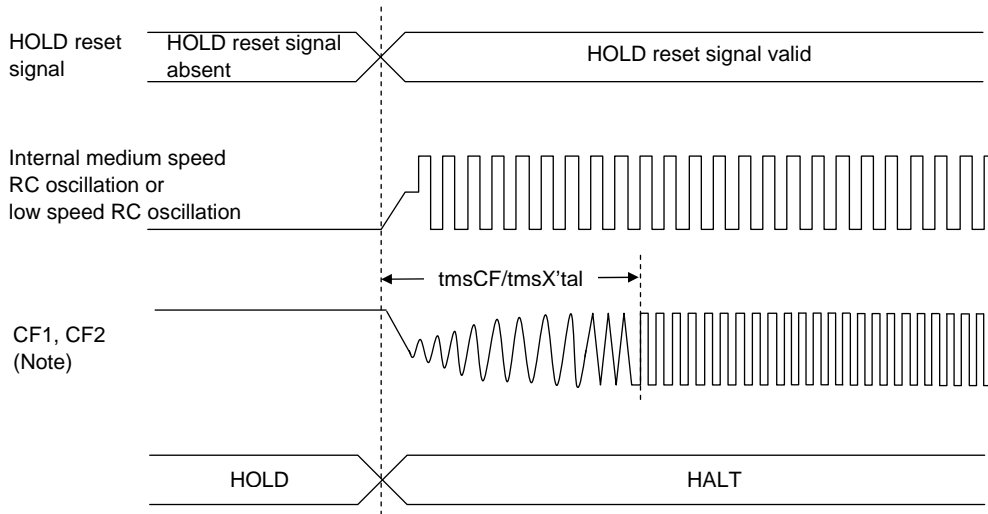 HOLD reset
signal
HOLD reset signal
absent
HOLD reset signal valid
Internal medium speed
RC oscillation or
low speed RC oscillation
tmsCF/tmsX'tal
CF1, CF2
(Note)
HOLD
HALT